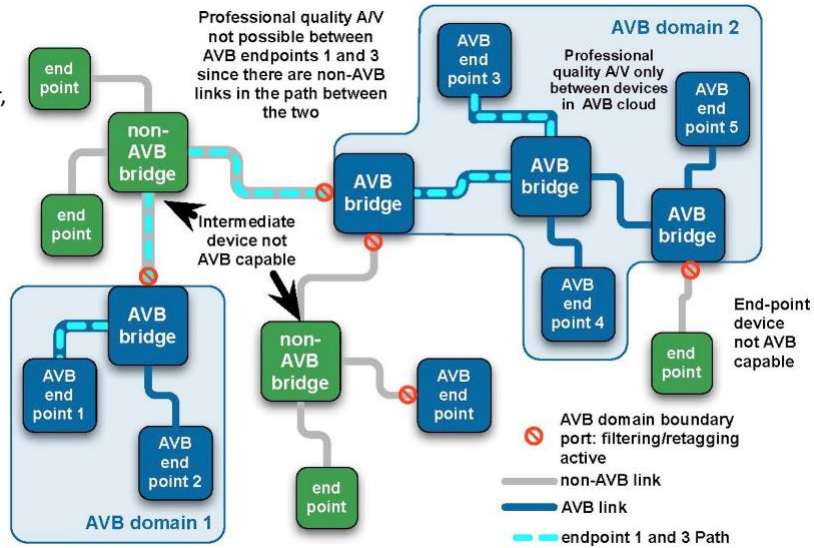 Professional quality A/V
not possible between
AVB endpoints 1 and 3
since there are non-AVB
links in the path between
the two
AVB domain 2
AVB
end
point 3
Professional
quality A/V only
between devices
in AVB cloud
AVB
end
point 5
end
point
non-
AVB
bridge
end
point
AVB
bridge
AVB
bridge
AVB
bridge
Intermediate
device not
AVB capable
AVB
end
point 4
AVB
bridge
AVB
end
point 1
AVB
end
point 2
AVB domain 1
non-
AVB
bridge
AVB
end
point
end
point
end
point
End-point
device
not AVB
capable
AVB domain boundary
port: filtering/retagging
active
non-AVB link
AVB link
endpoint 1 and 3 Path